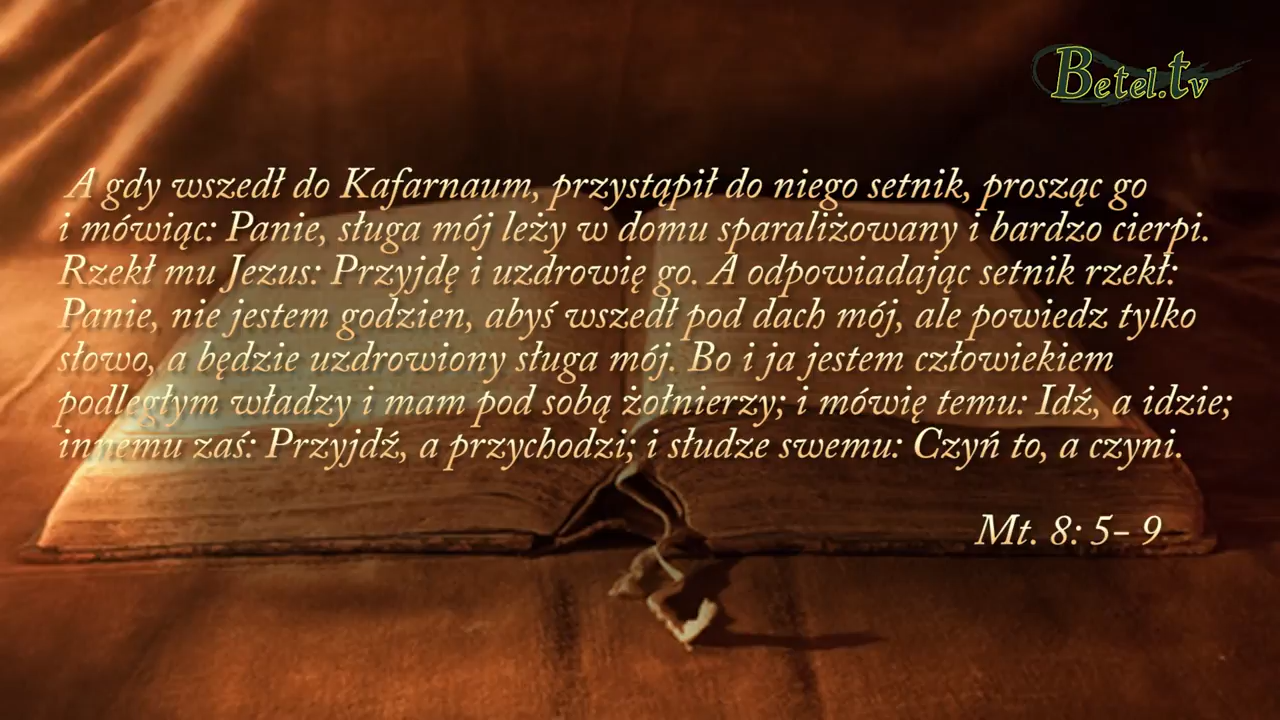 Betel.tv
A gdy wszedł do Kafarnaum, przystąpił do niego setnik, prosząc go
i mówiąc: Panie, sługa mój leży w domu sparaliżowany i bardzo cierpi.
Rzekł mu Jezus: Przyjdę i uzdrowię go. A odpowiadając setnik rzekł:
Panie, nie jestem godzien, abyś wszedł pod dach mój, ale powiedz tylko
słowo, a będzie uzdrowiony sługa mój. Bo i ja jestem człowiekiem
podległym władzy i mam pod sobą żołnierzy; i mówię temu: Idź, a idzie;
innemu zaś: Przyjdź, a przychodzi; i słudze swemu: Czyń to, a czyni.
Mt. 8: 5- 9